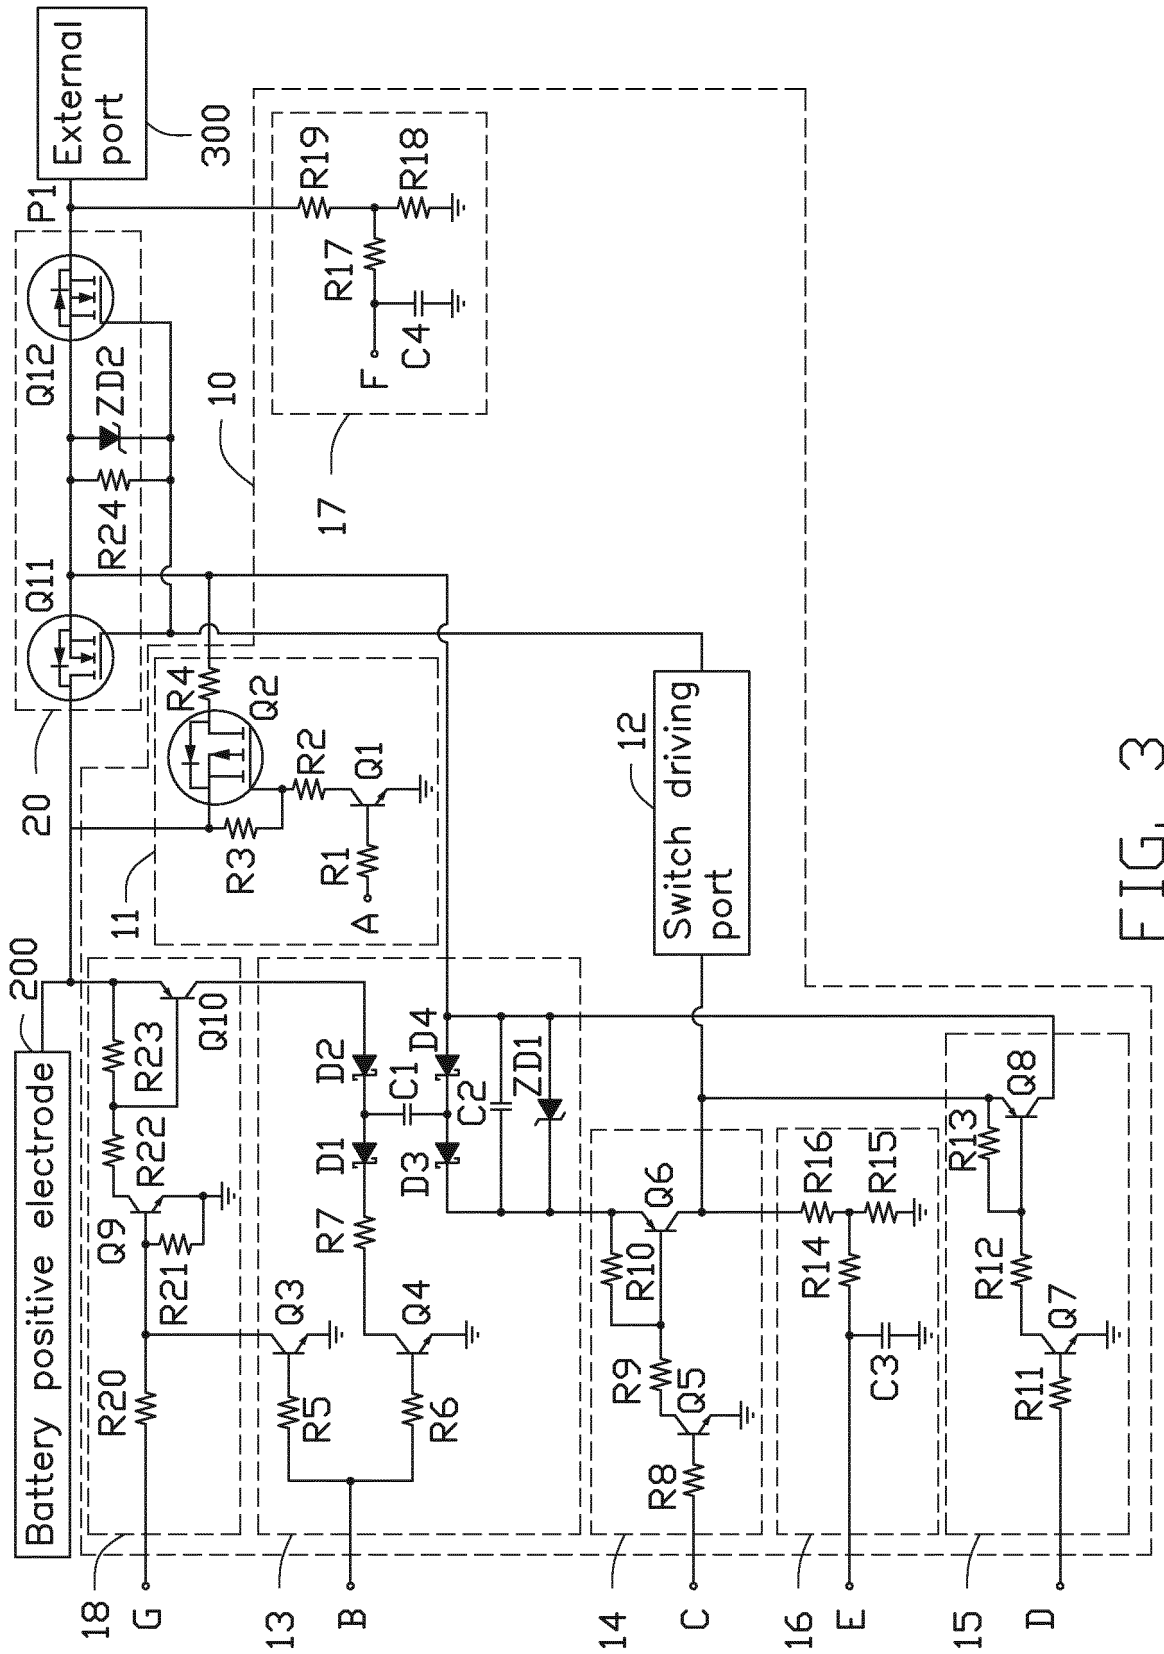 Battery positive electrode
200
20
Q11
Q12
P1
External port
300
R24
ZD2
10
18
G
R20
R21
Q9
R22
R23
Q10
11
A
R1
R3
R2
Q1
R4
Q2
17
F
R17
C4
R19
R18
13
B
R5
Q3
R6
Q4
R7
D1
D2
C1
D3
D4
C2
ZD1
12
Switch driving port
14
C
R8
Q5
R9
R10
Q6
16
E
C3
R14
R16
R15
15
D
R11
Q7
R12
R13
Q8
FIG. 3